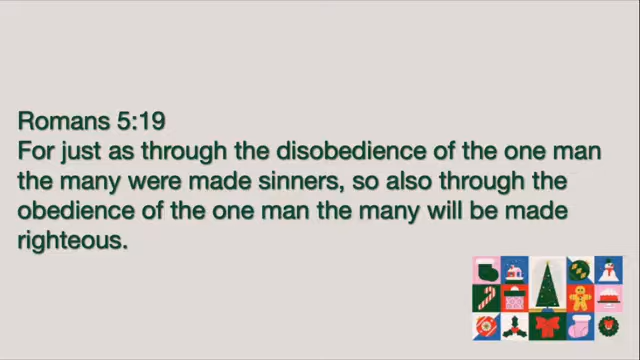 Romans 5:19
For just as through the disobedience of the one man
the many were made sinners, so also through the
obedience of the one man the many will be made
righteous.